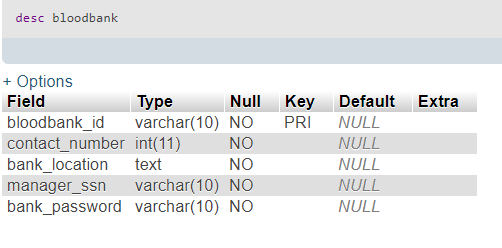 desc bloodbank
+ Options
Field Type Null Key Default Extra
bloodbank_id varchar(10) NO PRI NULL
contact_number int(11) NO NULL
bank_location text NO NULL
manager_ssn varchar(10) NO NULL
bank_password varchar(10) NO NULL